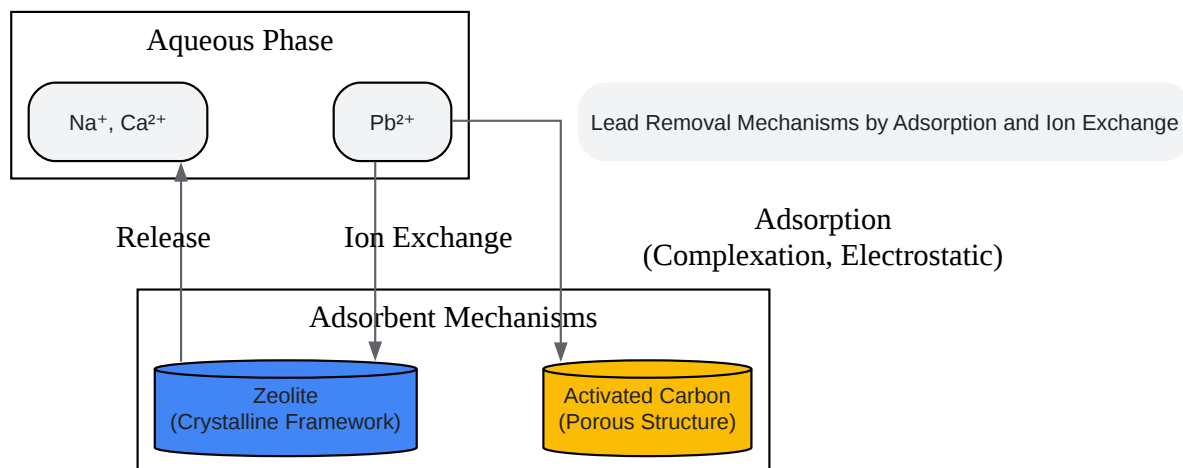 Aqueous Phase
Na⁺, Ca²⁺
Pb²⁺
Lead Removal Mechanisms by Adsorption and Ion Exchange
Release
Ion Exchange
Adsorption
(Complexation, Electrostatic)
Adsorbent Mechanisms
Zeolite
(Crystalline Framework)
Activated Carbon
(Porous Structure)